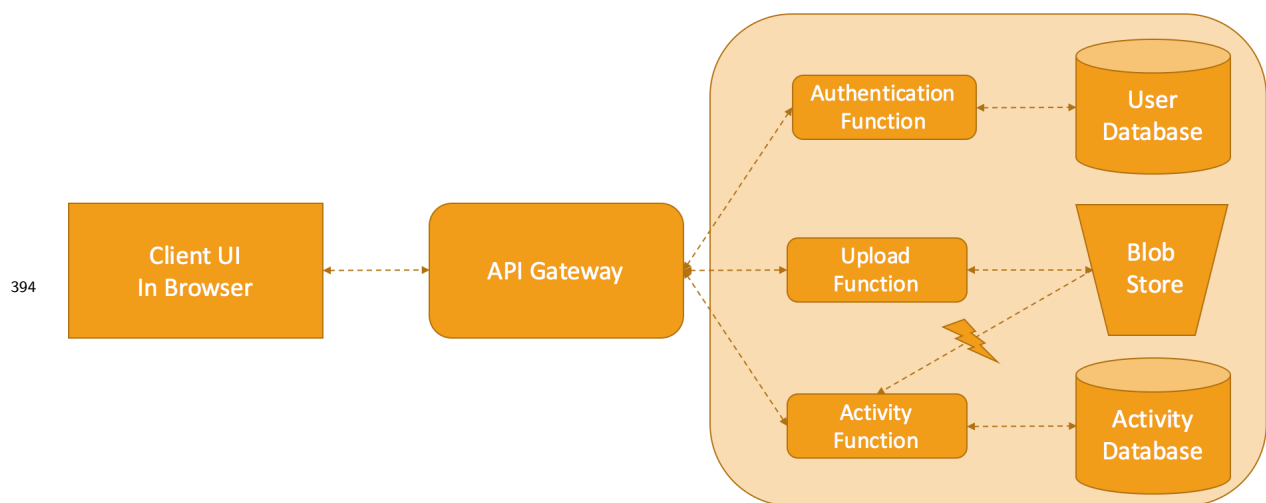 394
Client UI
In Browser
API Gateway
Authentication
Function
User
Database
Upload
Function
Blob
Store
Activity
Function
Activity
Database